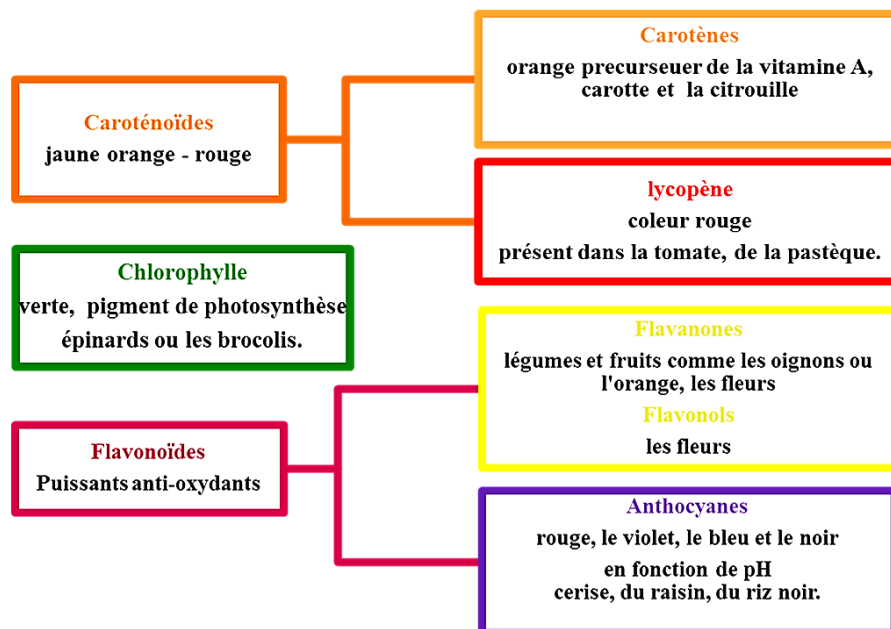 Caroténoïdes
jaune orange - rouge
Carotènes
orange precurseuer de la vitamine A,
carotte et la citrouille
lycopène
coleur rouge
présent dans la tomate, de la pastèque.
Chlorophylle
verte, pigment de photosynthèse
épinards ou les brocolis.
Flavonoïdes
Puissants anti-oxydants
Flavanones
légumes et fruits comme les oignons ou
l'orange, les fleurs
Flavonols
les fleurs
Anthocyanes
rouge, le violet, le bleu et le noir
en fonction de pH
cerise, du raisin, du riz noir.